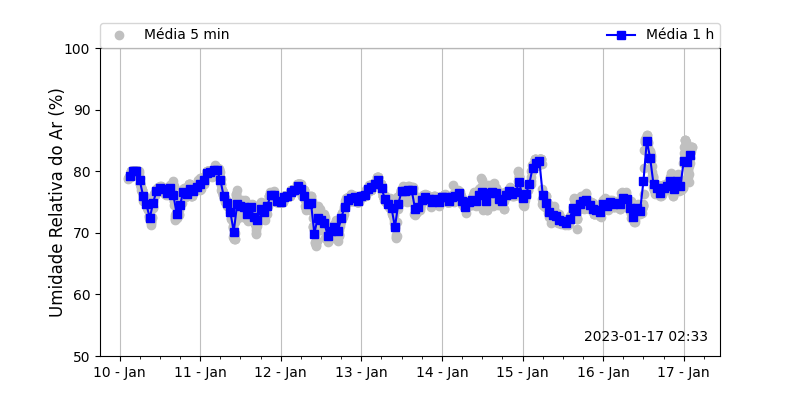 Média 5 min
Média 1 h
Umidade Relativa do Ar (%)
100
90
80
70
60
50
2023-01-17 02:33
10 - Jan
11 - Jan
12 - Jan
13 - Jan
14 - Jan
15 - Jan
16 - Jan
17 - Jan